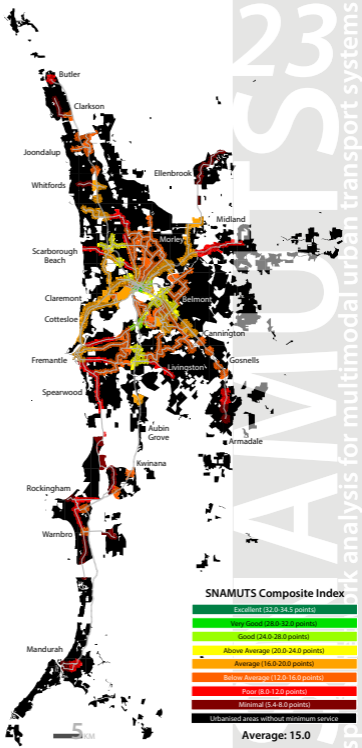 23
SNAMUTS
spatial network analysis for multimodal urban transport systems
Butler
Clarkson
Joondalup
Whitfords
Ellenbrook
Midland
Morley
Scarborough
Beach
Claremont
Belmont
Cottesloe
Cannington
Fremantle
Gosnells
Livingston
Spearwood
Aubin
Grove
Armadale
Kwinana
Rockingham
Warnbro
Mandurah
5
KM
SNAMUTS Composite Index
Excellent (32.0-34.5 points)
Very Good (28.0-32.0 points)
Good (24.0-28.0 points)
Above Average (20.0-24.0 points)
Average (16.0-20.0 points)
Below Average (12.0-16.0 points)
Poor (8.0-12.0 points)
Minimal (5.4-8.0 points)
Urbanised areas without minimum service
Average: 15.0